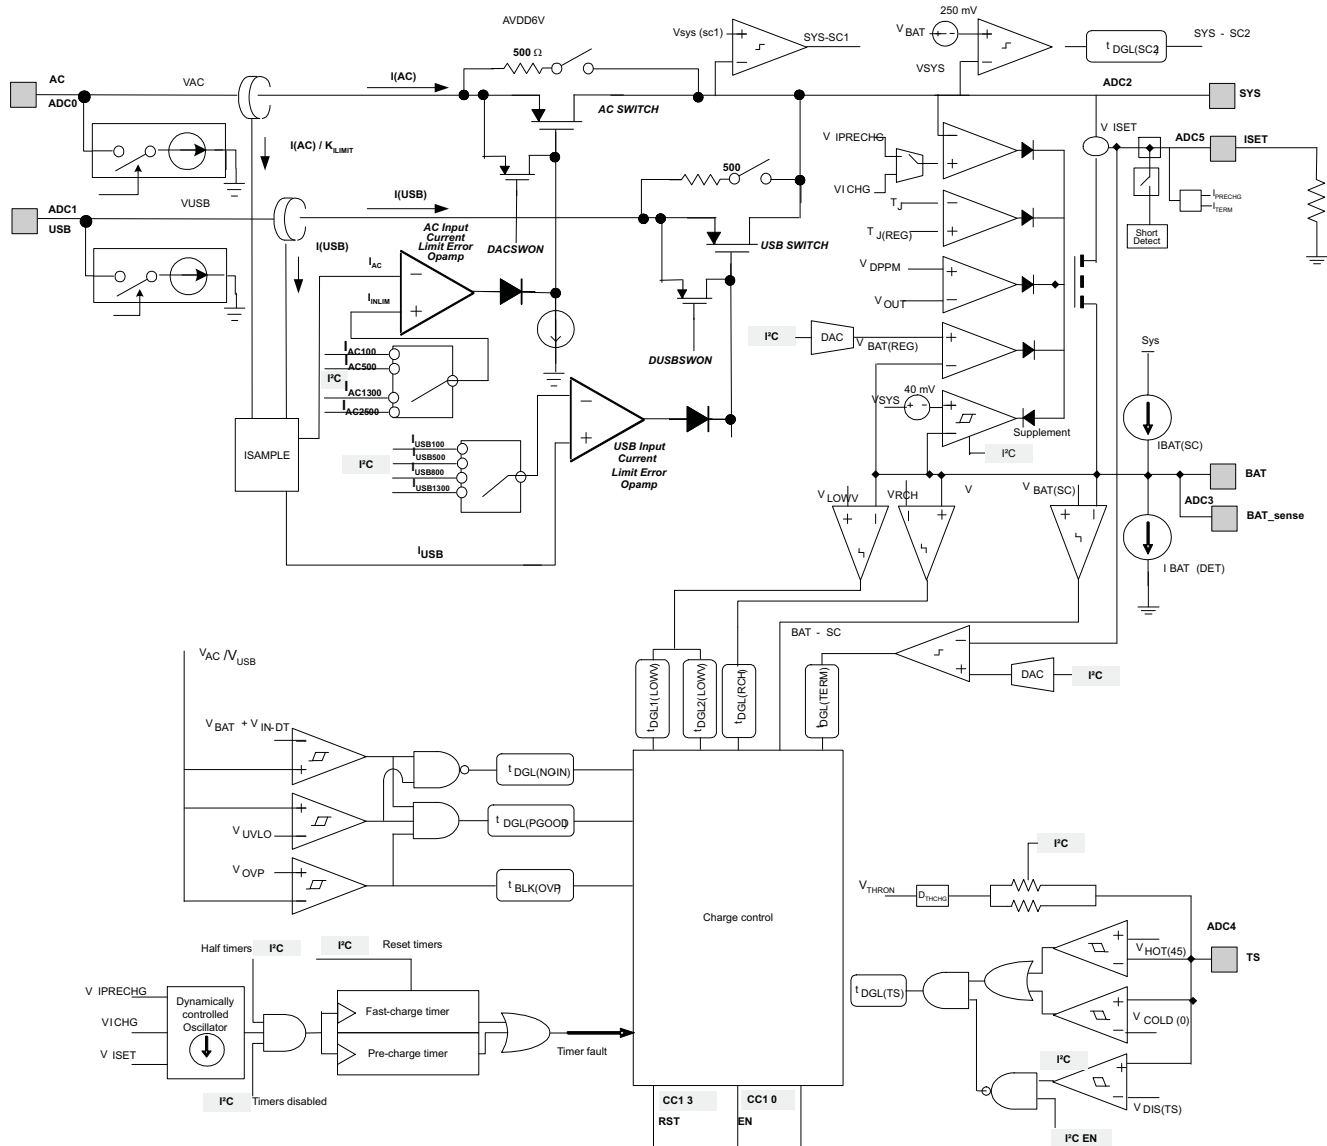 AVDD6V
250 mV
Vsys (sc1)
SYS-SC1
V BAT
t DGL(SC2)
SYS - SC2
VSYS
500 Ω
AC
ADC0
VAC
I(AC)
AC SWITCH
ADC2
SYS
I(AC) / K ILIMIT
V IPRECHG
VICHG
V ISET
ADC5
ISET
I PRECHG
I TERM
Short
Detect
500
ADC1
USB
VUSB
I(USB)
I(USB)
AC Input
Current
Limit Error
Opamp
DACSWON
USB SWITCH
T J
T J(REG)
V DPPM
V OUT
I AC
I INLIM
I²C
DAC
V BAT(REG)
DUSBSWON
I AC100
I AC500
I²C
I AC1300
I AC2500
40 mV
VSYS
Supplement
I²C
Sys
IBAT(SC)
ISAMPLE
I USB100
I USB500
I²C
I USB800
I USB1300
USB Input
Current
Limit Error
Opamp
BAT
ADC3
BAT_sense
V LOWV
V RCH
V
V BAT(SC)
I BAT (DET)
I USB
BAT - SC
DAC
I²C
V AC /V USB
t DGL1(LOWV)
t DGL2(LOWV)
t DGL(RCH)
t DGL(TERM)
V BAT + V IN-DT
t DGL(NO-IN)
V UVLO
t DGL(PGOOD)
V OVP
t BLK(OVP)
Charge control
I²C
V THRON
D THCHG
ADC4
TS
V HOT(45)
t DGL(TS)
V COLD (0)
I²C
V DIS(TS)
I²C EN
Half timers I²C
I²C Reset timers
V IPRECHG
VICHG
V ISET
Dynamically
controlled
Oscillator
Fast-charge timer
Pre-charge timer
Timer fault
I²C Timers disabled
CC1 3
RST
CC1 0
EN